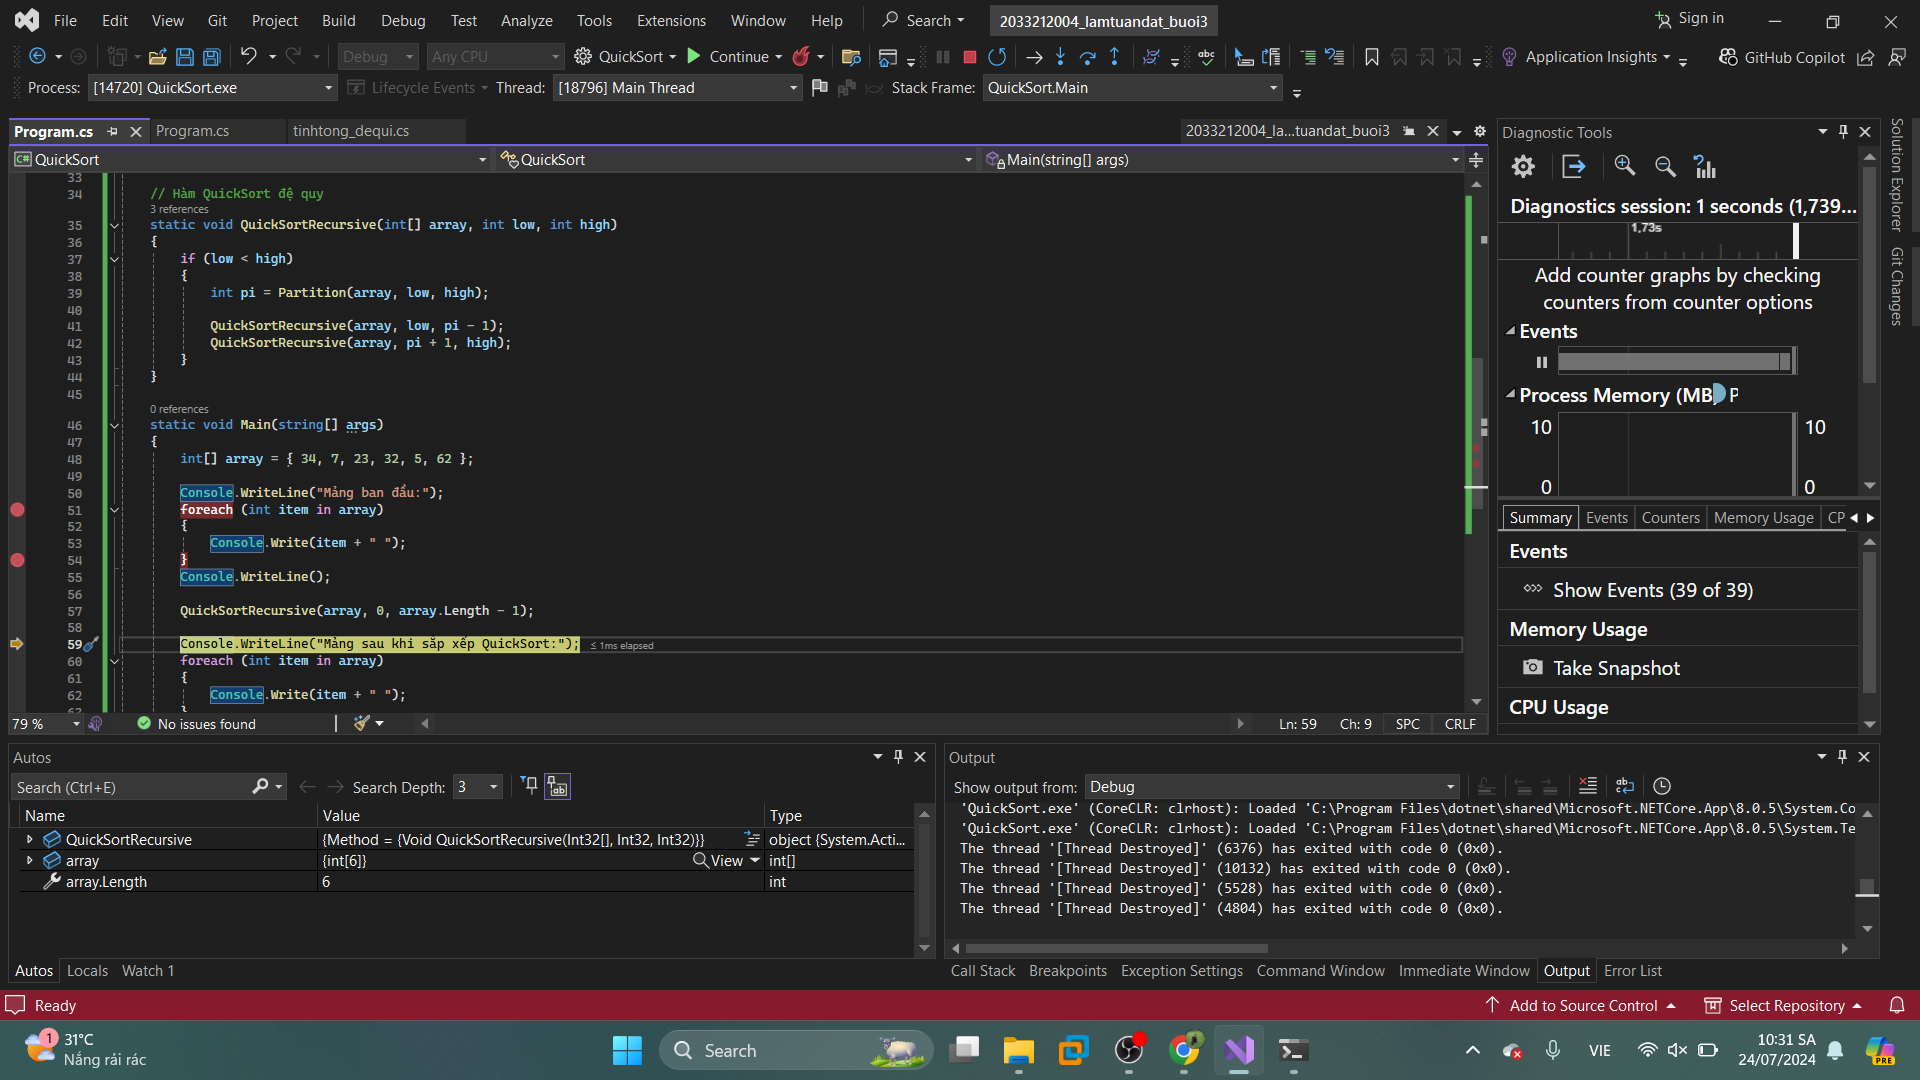 File Edit View Git Project Build Debug Test Analyze Tools Extensions Window Help Search 2033212004_lamtuandat_buoi3 Sign in
Debug Any CPU QuickSort Continue Application Insights GitHub Copilot
Process: [14720] QuickSort.exe Lifecycle Events Thread: [18796] Main Thread Stack Frame: QuickSort.Main
Program.cs Program.cs tinhtong_dequi.cs 2033212004_la...tuandat_buoi3
QuickSort QuickSort Main(string[] args)
33
34 // Hàm QuickSort đệ quy
3 references
35 static void QuickSortRecursive(int[] array, int low, int high)
36 {
37 if (low < high)
38 {
39 int pi = Partition(array, low, high);
40
41 QuickSortRecursive(array, low, pi - 1);
42 QuickSortRecursive(array, pi + 1, high);
43 }
44 }
45
0 references
46 static void Main(string[] args)
47 {
48 int[] array = { 34, 7, 23, 32, 5, 62 };
49
50 Console.WriteLine("Mảng ban đầu:");
51 foreach (int item in array)
52 {
53 Console.Write(item + " ");
54 }
55 Console.WriteLine();
56
57 QuickSortRecursive(array, 0, array.Length - 1);
58
59 Console.WriteLine("Mảng sau khi sắp xếp QuickSort:"); ≤ 1ms elapsed
60 foreach (int item in array)
61 {
62 Console.Write(item + " ");
79 % No issues found Ln: 59 Ch: 9 SPC CRLF
Diagnostic Tools
Diagnostics session: 1 seconds (1,739...
1,73s
Add counter graphs by checking
counters from counter options
Events
Process Memory (MB) P
10 10
0 0
Summary Events Counters Memory Usage CP
Events
Show Events (39 of 39)
Memory Usage
Take Snapshot
CPU Usage
Solution Explorer
Git Changes
Autos
Search (Ctrl+E) Search Depth: 3
Name Value Type
QuickSortRecursive {Method = {Void QuickSortRecursive(Int32[], Int32, Int32)}} object {System.Acti...
array {int[6]} View int[]
array.Length 6 int
Autos Locals Watch 1
Output
Show output from: Debug
'QuickSort.exe' (CoreCLR: clrhost): Loaded 'C:\Program Files\dotnet\shared\Microsoft.NETCore.App\8.0.5\System.Co
'QuickSort.exe' (CoreCLR: clrhost): Loaded 'C:\Program Files\dotnet\shared\Microsoft.NETCore.App\8.0.5\System.Te
The thread '[Thread Destroyed]' (6376) has exited with code 0 (0x0).
The thread '[Thread Destroyed]' (10132) has exited with code 0 (0x0).
The thread '[Thread Destroyed]' (5528) has exited with code 0 (0x0).
The thread '[Thread Destroyed]' (4804) has exited with code 0 (0x0).
Call Stack Breakpoints Exception Settings Command Window Immediate Window Output Error List
Ready Add to Source Control Select Repository
1 31°C
Nắng rải rác
Search
VIE
10:31 SA
24/07/2024
PRE